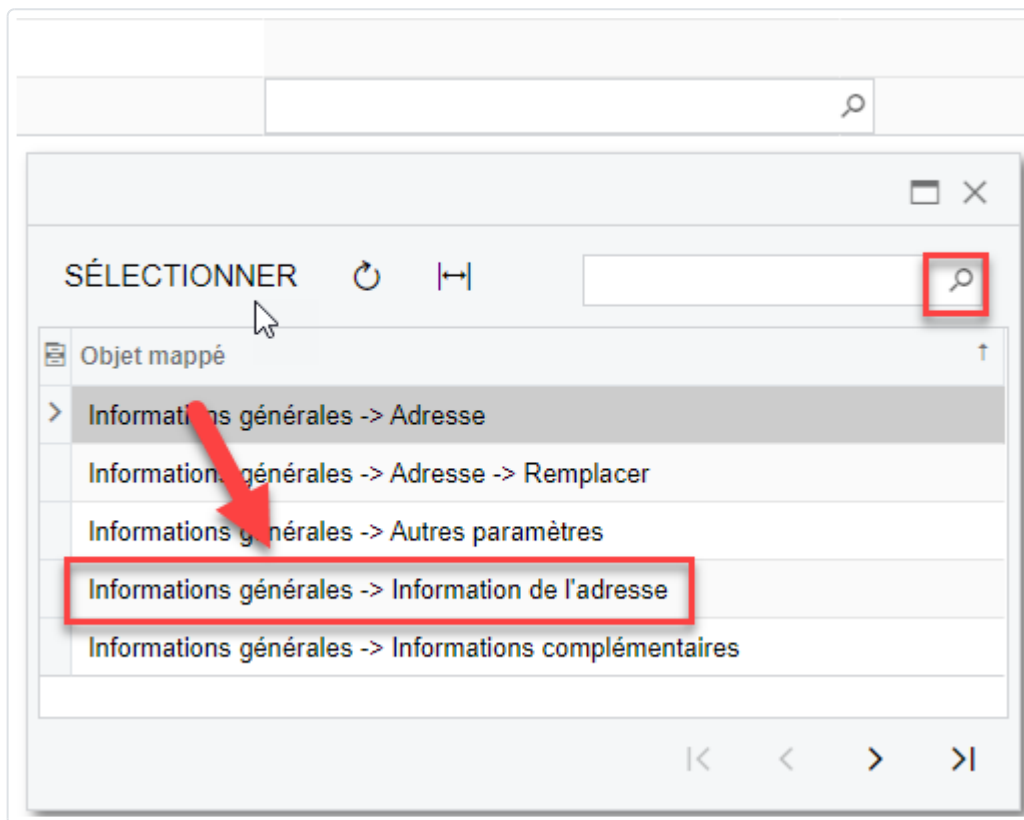 SÉLECTIONNER
Objet mappé
Informations générales -> Adresse
Informations générales -> Adresse -> Remplacer
Informations générales -> Autres paramètres
Informations générales -> Information de l'adresse
Informations générales -> Informations complémentaires